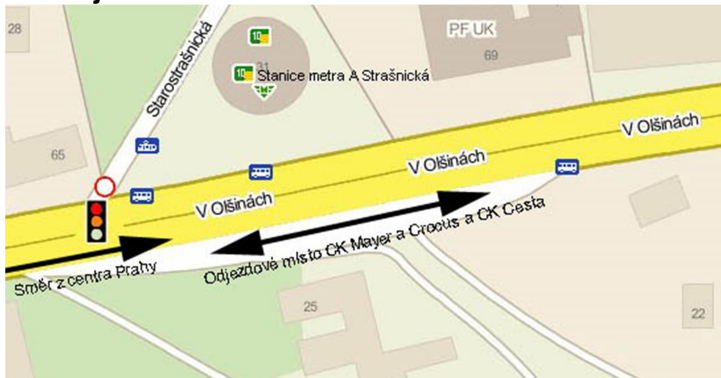 28
PF UK
69
10
31
10
Stanice metra A Strašnická
Starostrašnická
65
V Olšinách
V Olšinách
V Olšinách
Směr z centra Prahy
Odjezdové místo CK Mayer a Crocus a CK Cesta
25
22